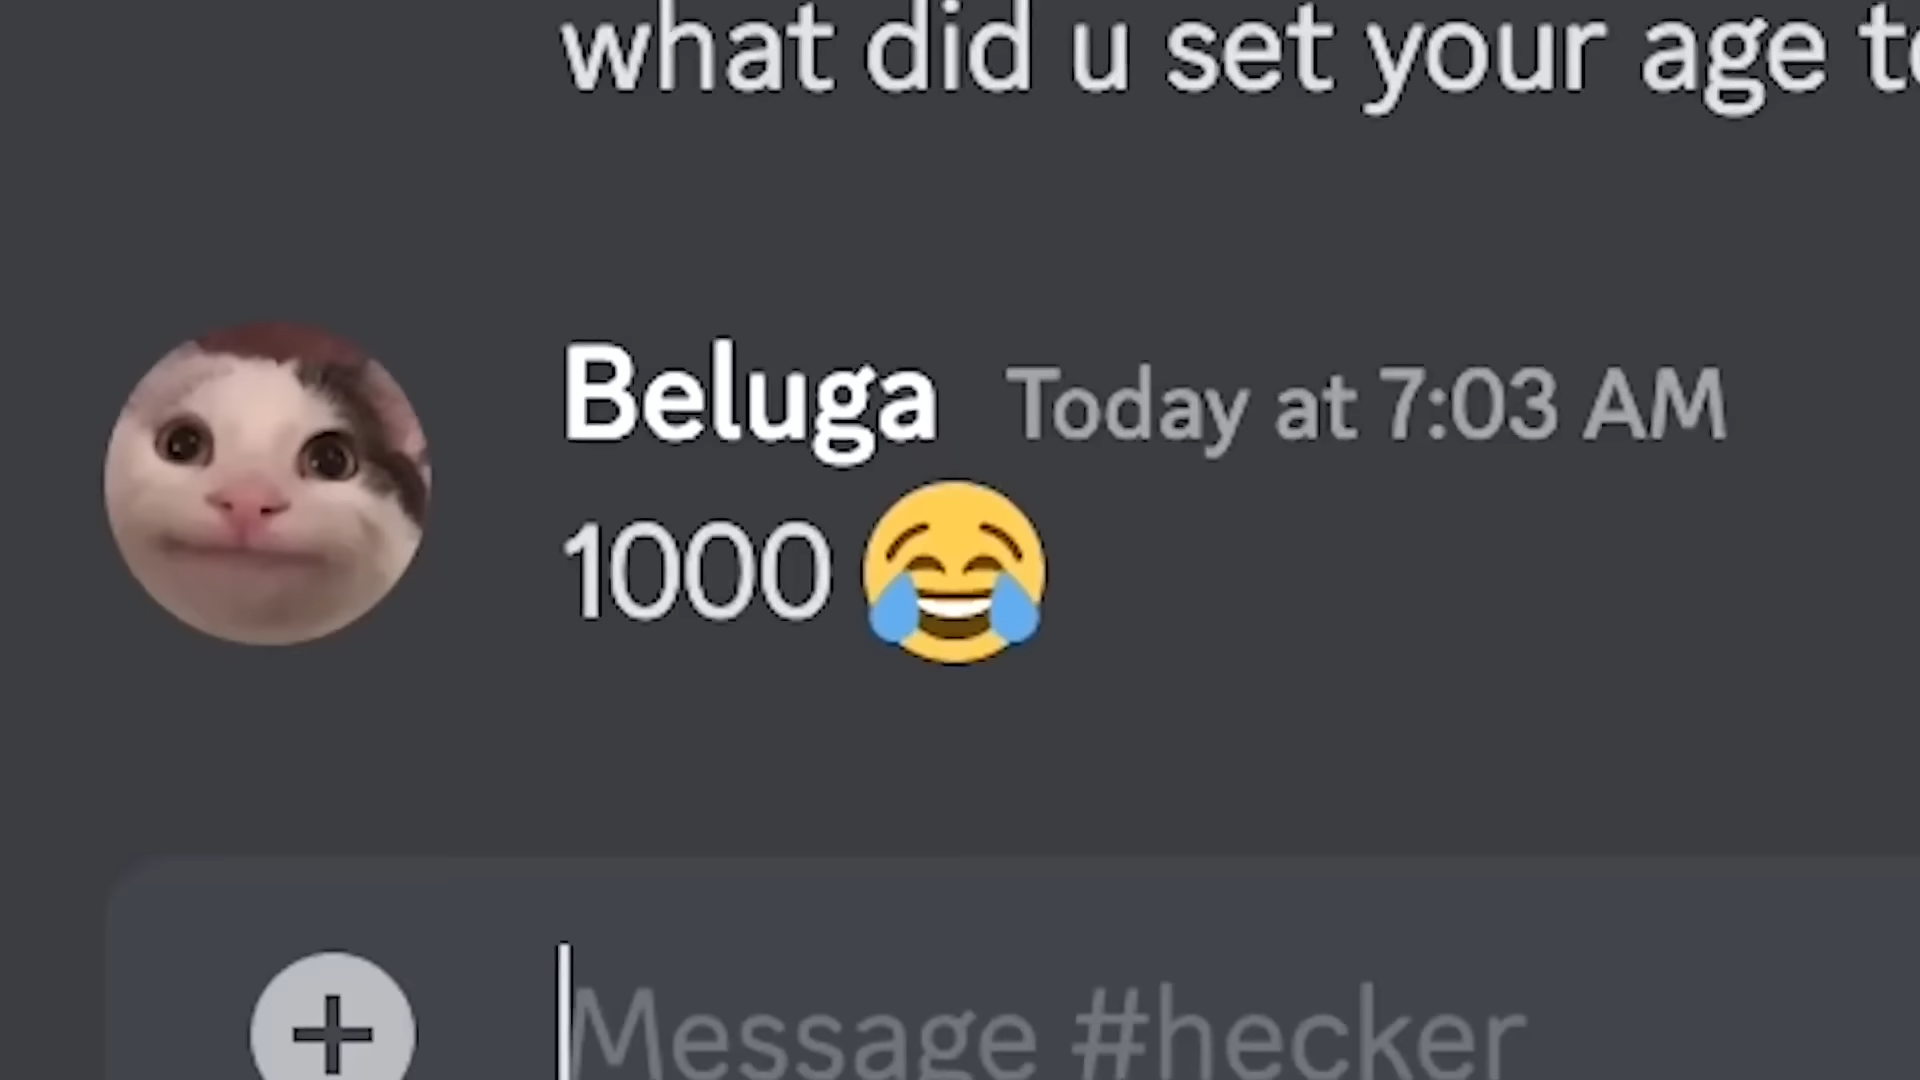 what did u set your age
Beluga Today at 7:03 AM
1000 😂
Message #hecker